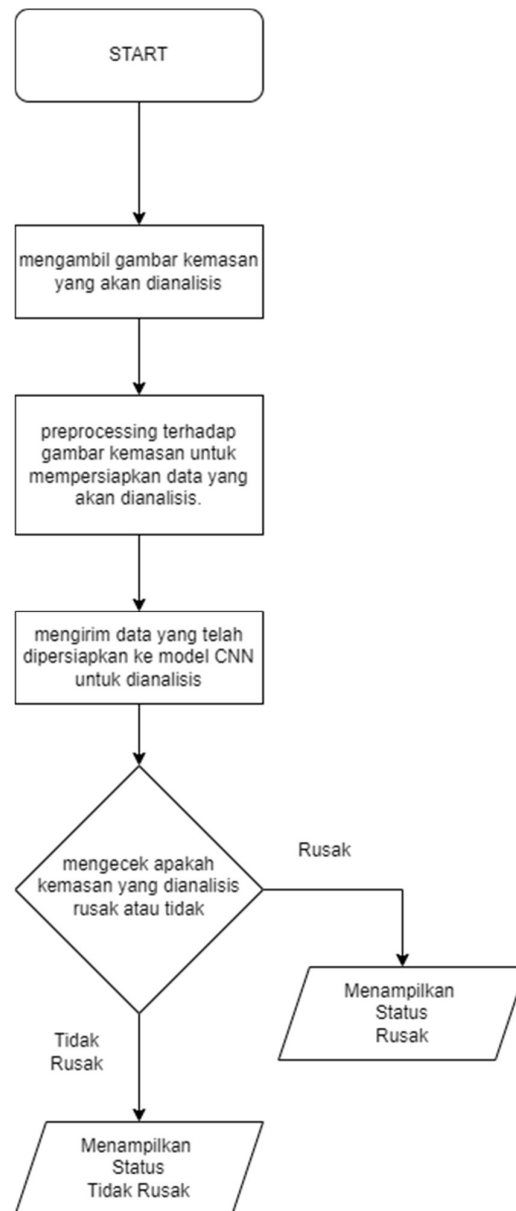 START
mengambil gambar kemasan
yang akan dianalisis
preprocessing terhadap
gambar kemasan untuk
mempersiapkan data yang
akan dianalisis.
mengirim data yang telah
dipersiapkan ke model CNN
untuk dianalisis
mengecek apakah
kemasan yang dianalisis
rusak atau tidak
Rusak
Menampilkan
Status
Rusak
Tidak
Rusak
Menampilkan
Status
Tidak Rusak